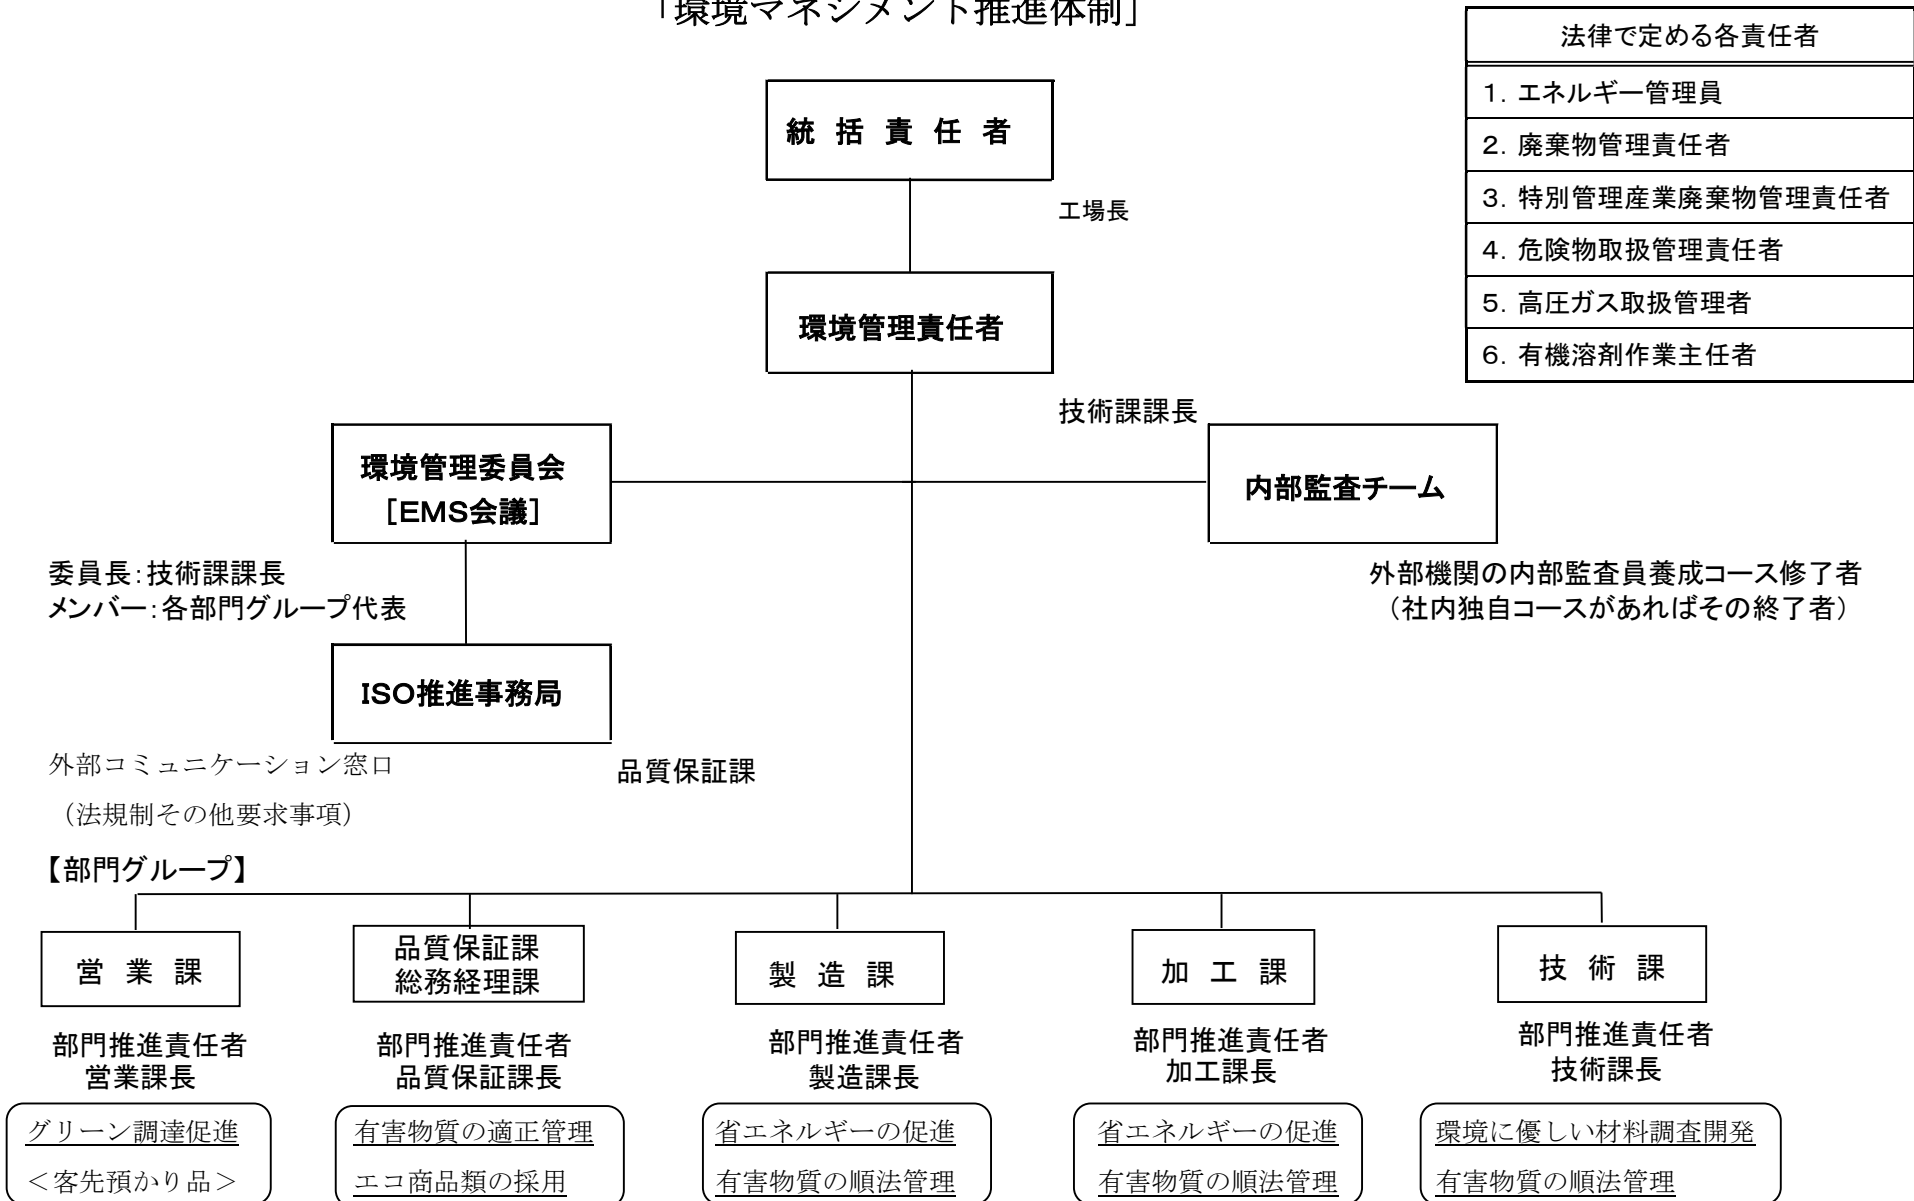 「環境マネジメント推進体制」
法律で定める各責任者
1．エネルギー管理員
2．廃棄物管理責任者
3．特別管理産業廃棄物管理責任者
4．危険物取扱管理責任者
5．高圧ガス取扱管理者
6．有機溶剤作業主任者
統 括 責 任 者
工場長
環境管理責任者
技術課課長
環境管理委員会
［EMS会議］
内部監査チーム
委員長：技術課課長
メンバー：各部門グループ代表
外部機関の内部監査員養成コース修了者
（社内独自コースがあればその終了者）
ISO推進事務局
外部コミュニケーション窓口
品質保証課
（法規制その他要求事項）
【部門グループ】
営 業 課
部門推進責任者
営業課長
グリーン調達促進
＜客先預かり品＞
品質保証課
総務経理課
部門推進責任者
品質保証課長
有害物質の適正管理
エコ商品類の採用
製 造 課
部門推進責任者
製造課長
省エネルギーの促進
有害物質の順法管理
加 工 課
部門推進責任者
加工課長
省エネルギーの促進
有害物質の順法管理
技 術 課
部門推進責任者
技術課長
環境に優しい材料調査開発
有害物質の順法管理